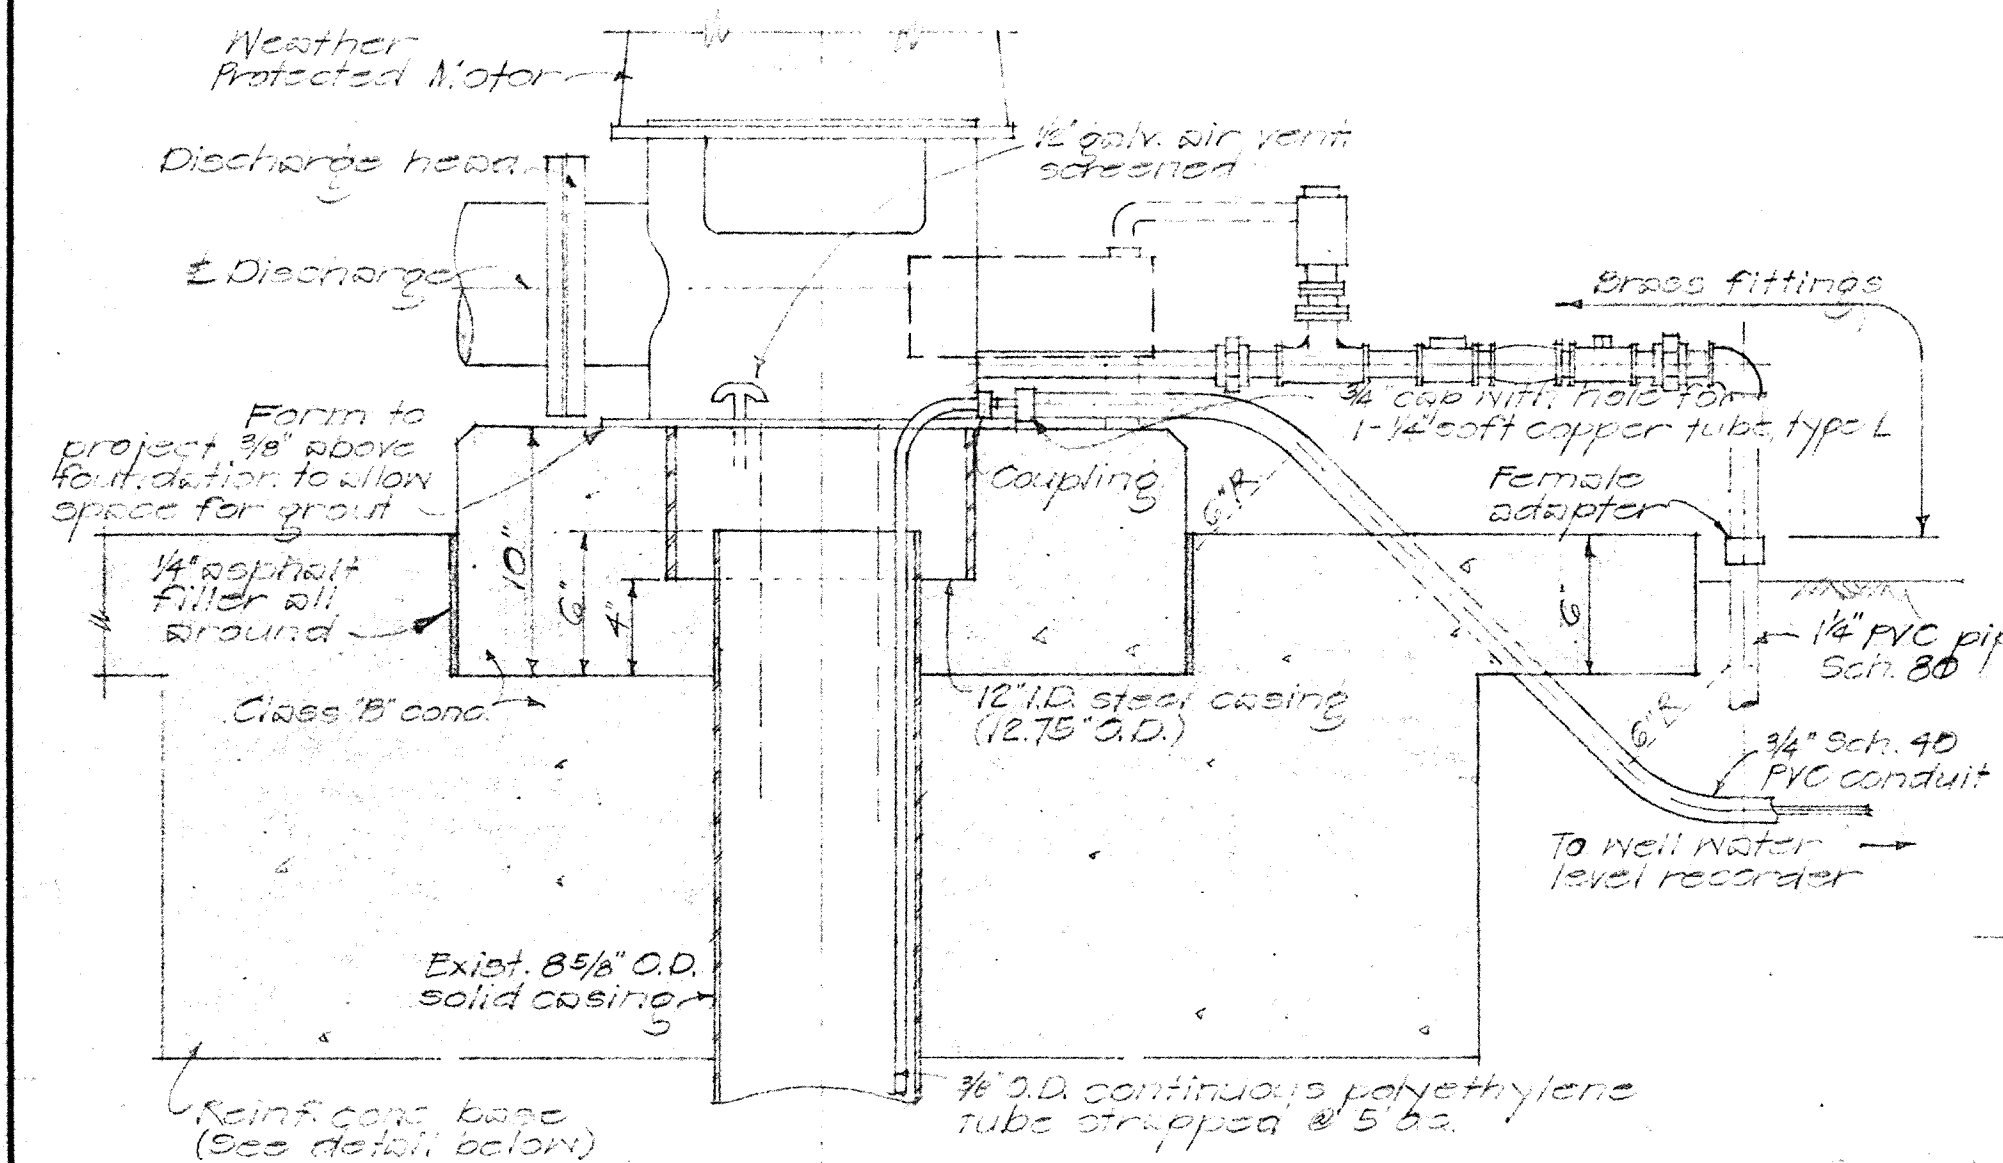 Weather
Protected Motor
Discharge head
℄ Discharge
1/2" galv. air vent
screened
Brass fittings
3/4" cap with hole for
1-1/4" soft copper tube, type L
Form to
project 3/8" above
foundation to allow
space for grout
Coupling
6"R
Female
adapter
1/4" asphalt
filler all
around
10"
6"
4"
6"
1 1/4" PVC pip
Sch. 80
Class "B" conc.
12" I.D. steel casing
(12.75" O.D.)
6"R
3/4" Sch. 40
PVC conduit
To well water
level recorder
Exist. 8 5/8" O.D.
solid casing
3/8" O.D. continuous polyethylene
tube strapped @ 5' o.c.
Reinf. conc. base
(See detail below)